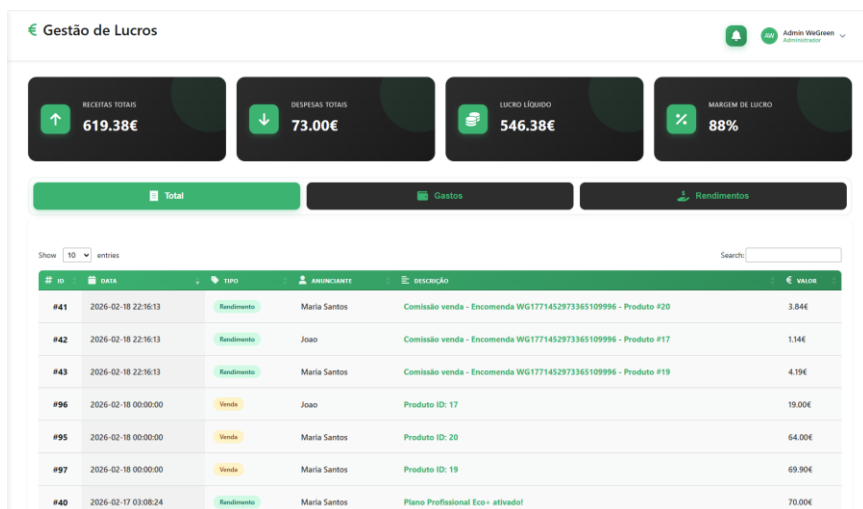 € Gestão de Lucros
AW Admin WeGreen
Administrador
RECEITAS TOTAIS
619.38€
DESPESAS TOTAIS
73.00€
LUCRO LÍQUIDO
546.38€
MARGEM DE LUCRO
88%
Total
Gastos
Rendimentos
Show 10 entries
Search:
# ID DATA TIPO ANUNCIANTE DESCRIÇÃO € VALOR
#41 2026-02-18 22:16:13 Rendimento Maria Santos Comissão venda - Encomenda WG1771452973365109996 - Produto #20 3.84€
#42 2026-02-18 22:16:13 Rendimento Joao Comissão venda - Encomenda WG1771452973365109996 - Produto #17 1.14€
#43 2026-02-18 22:16:13 Rendimento Maria Santos Comissão venda - Encomenda WG1771452973365109996 - Produto #19 4.19€
#96 2026-02-18 00:00:00 Venda Joao Produto ID: 17 19.00€
#95 2026-02-18 00:00:00 Venda Maria Santos Produto ID: 20 64.00€
#97 2026-02-18 00:00:00 Venda Maria Santos Produto ID: 19 69.90€
#40 2026-02-17 03:08:24 Rendimento Maria Santos Plano Profissional Eco+ ativado! 70.00€